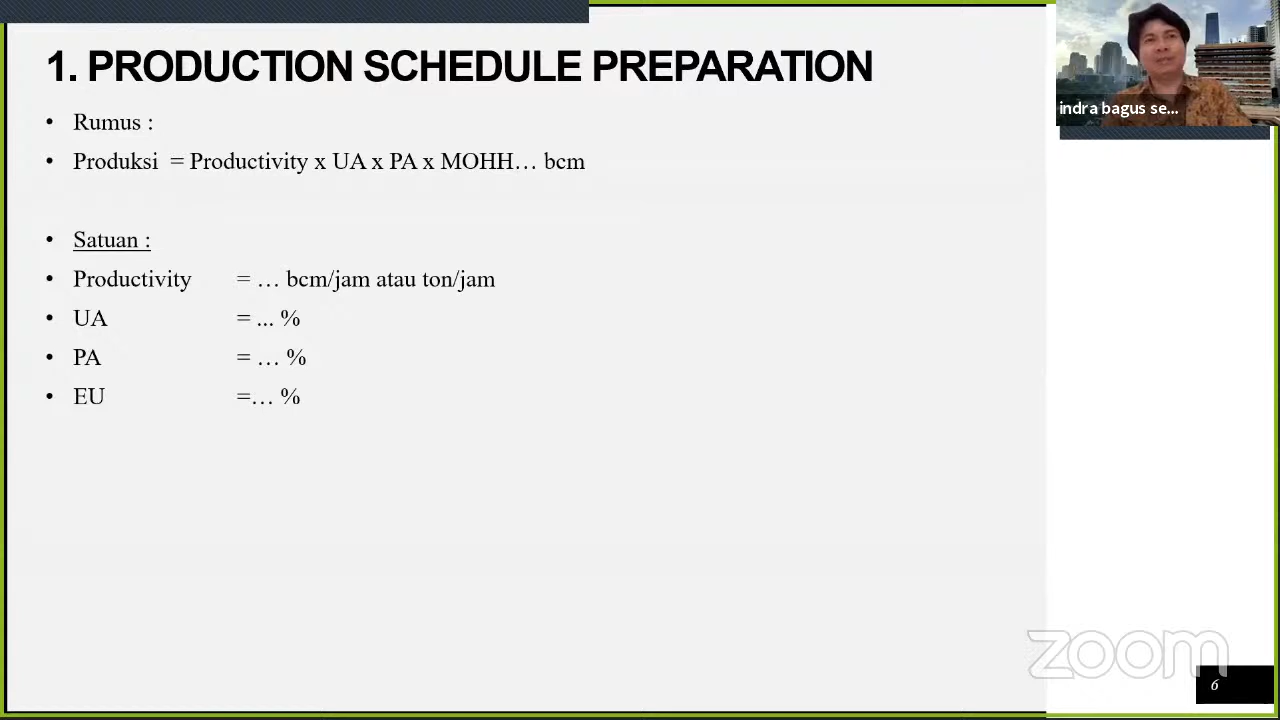 1. PRODUCTION SCHEDULE PREPARATION
• Rumus :
• Produksi = Productivity x UA x PA x MOHH… bcm
• Satuan :
• Productivity = … bcm/jam atau ton/jam
• UA = ... %
• PA = … %
• EU =… %
indra bagus se...
zoom
6